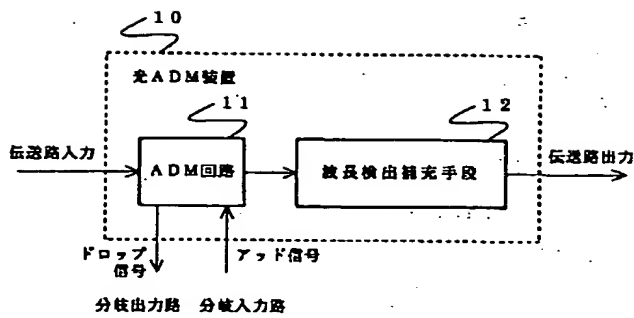 10
光ADM装置
11
12
伝送路入力
ADM回路
波長検出補充手段
伝送路出力
ドロップ
信号
アッド信号
分岐出力路 分岐入力路